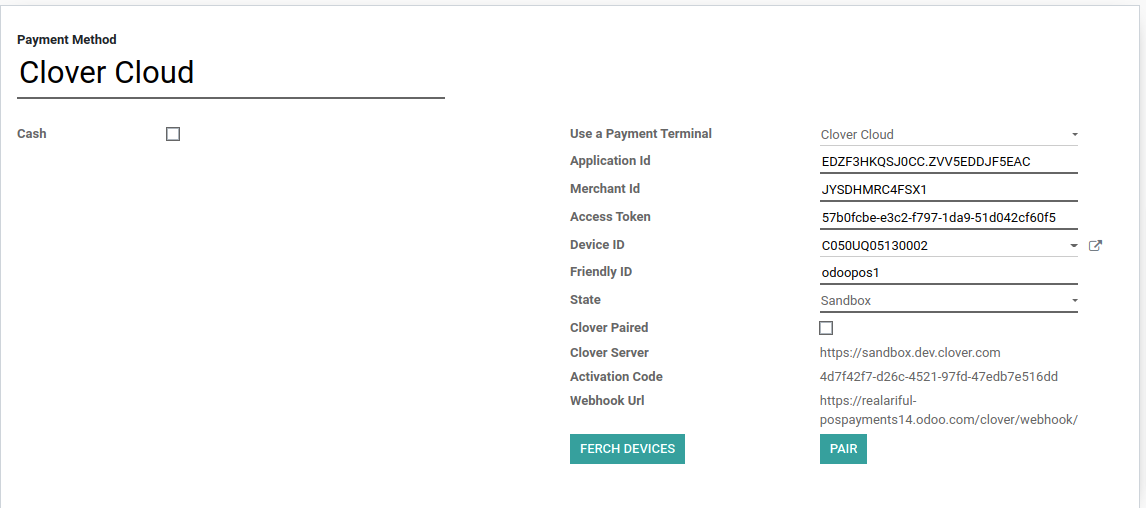 Payment Method
Clover Cloud
Cash
Use a Payment Terminal Clover Cloud
Application Id EDZF3HKQSJ0CC.ZVV5EDDJF5EAC
Merchant Id JYSDHMRC4FSX1
Access Token 57b0fcbe-e3c2-f797-1da9-51d042cf60f5
Device ID C050UQ05130002
Friendly ID odoopos1
State Sandbox
Clover Paired
Clover Server https://sandbox.dev.clover.com
Activation Code 4d7f42f7-d26c-4521-97fd-47edb7e516dd
Webhook Url https://realariful-
pospayments14.odoo.com/clover/webhook/
FERCH DEVICES PAIR